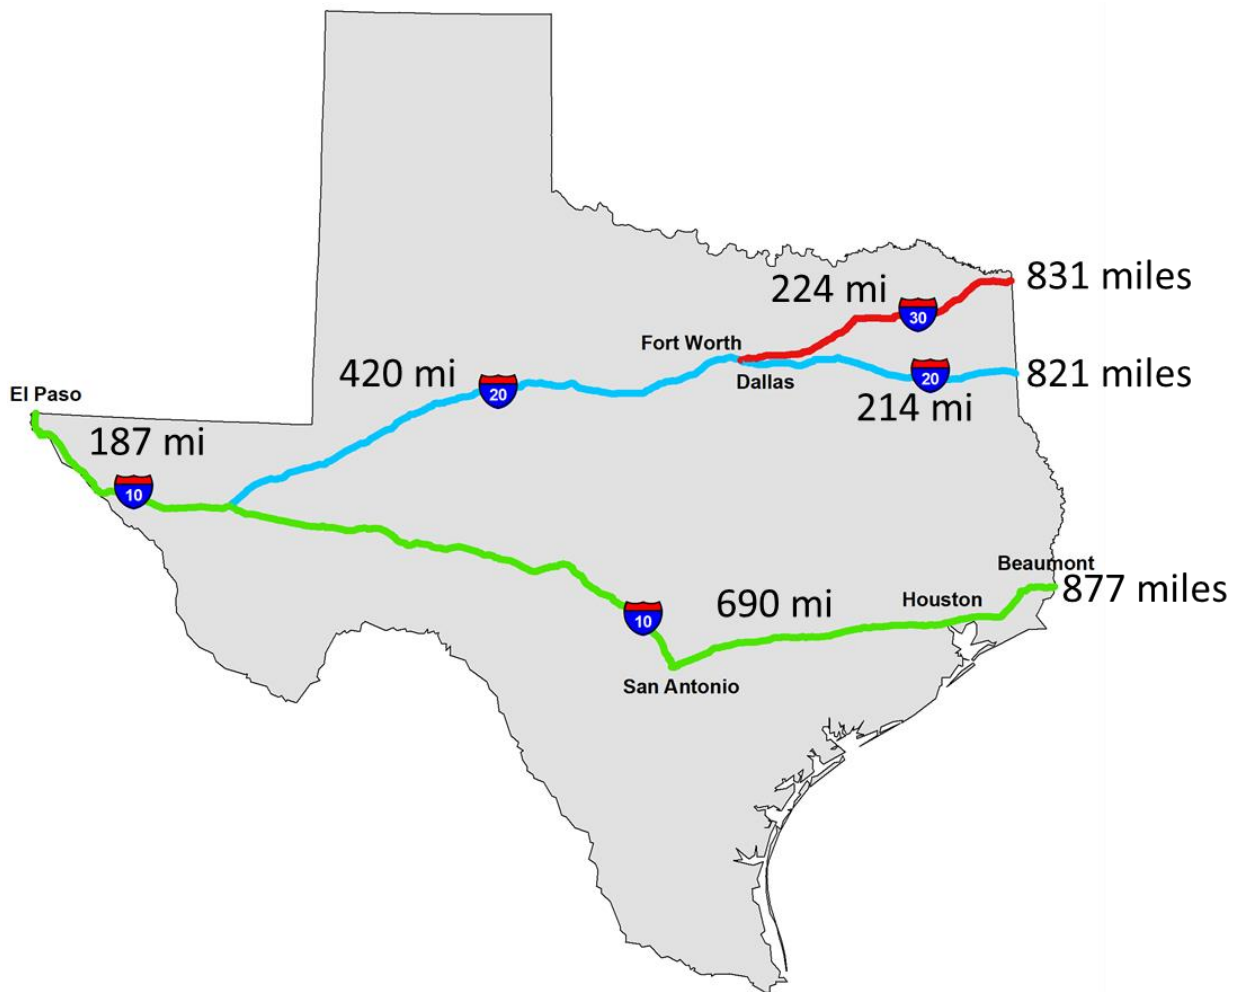 831 miles
224 mi
30
Fort Worth
420 mi
20
Dallas
20
821 miles
214 mi
El Paso
187 mi
10
Beaumont
877 miles
690 mi
Houston
10
San Antonio